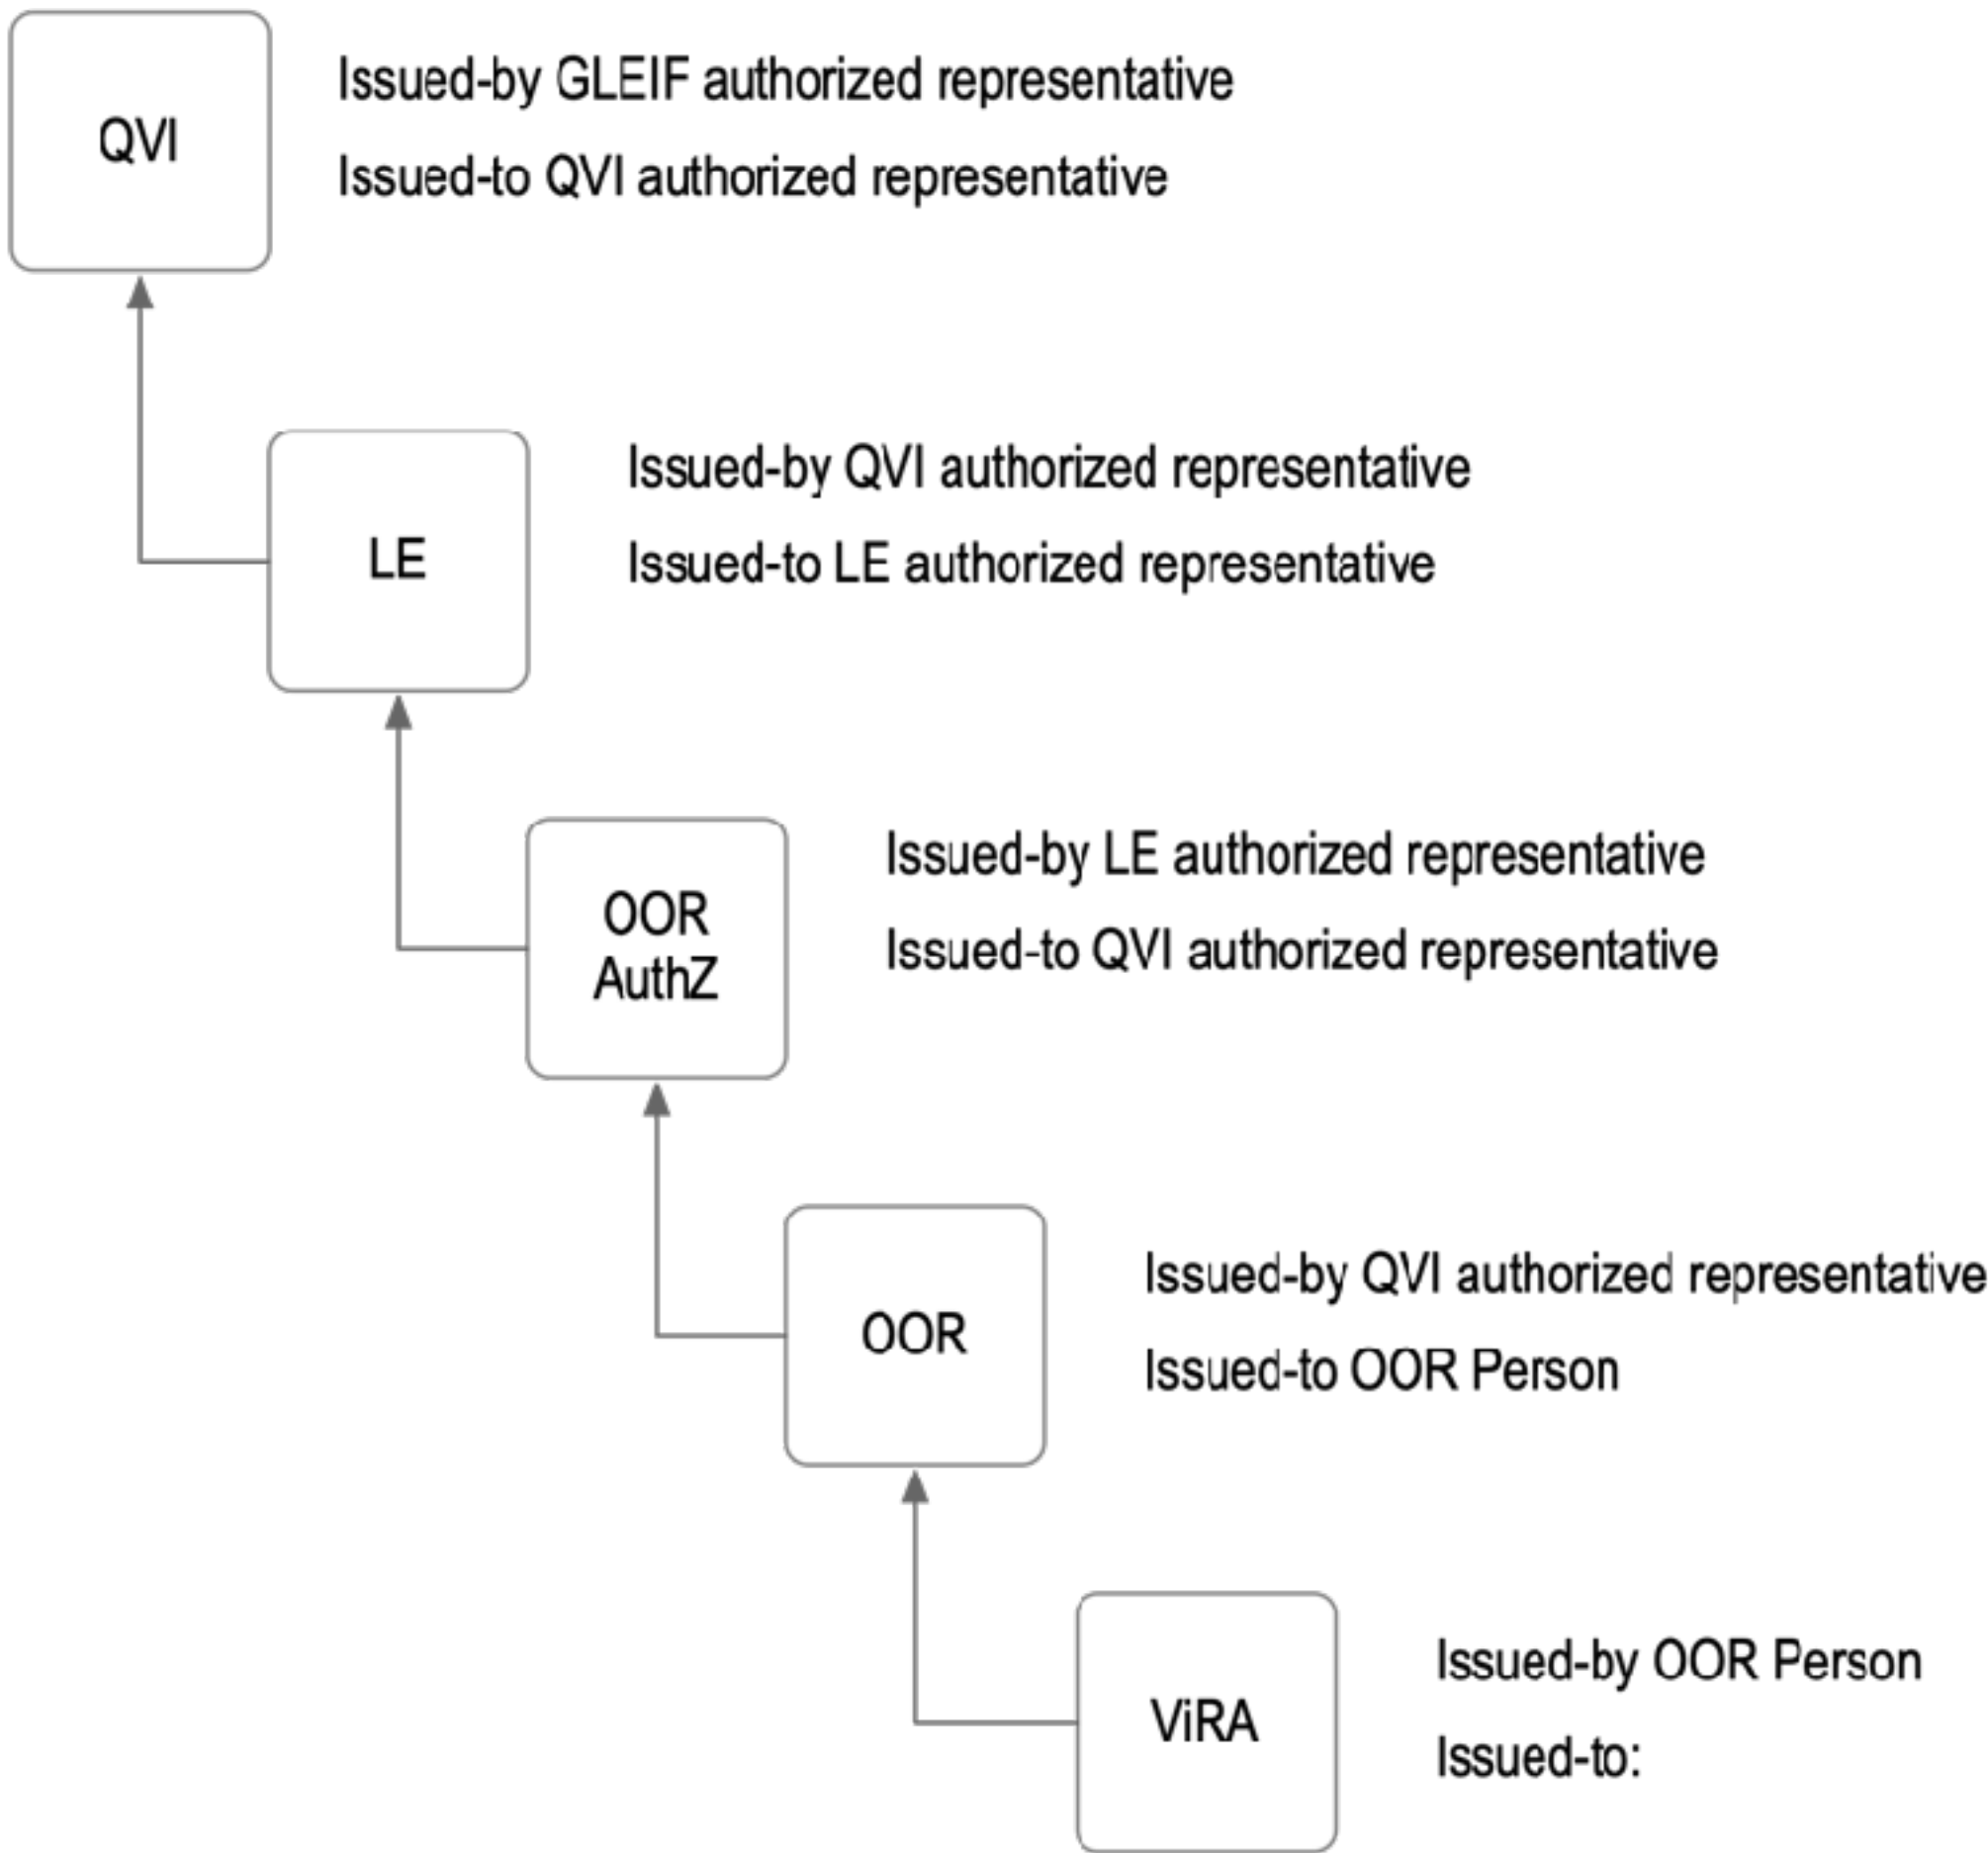 QVI
Issued-by GLEIF authorized representative
Issued-to QVI authorized representative
LE
Issued-by QVI authorized representative
Issued-to LE authorized representative
OOR
AuthZ
Issued-by LE authorized representative
Issued-to QVI authorized representative
OOR
Issued-by QVI authorized representative
Issued-to OOR Person
ViRA
Issued-by OOR Person
Issued-to: